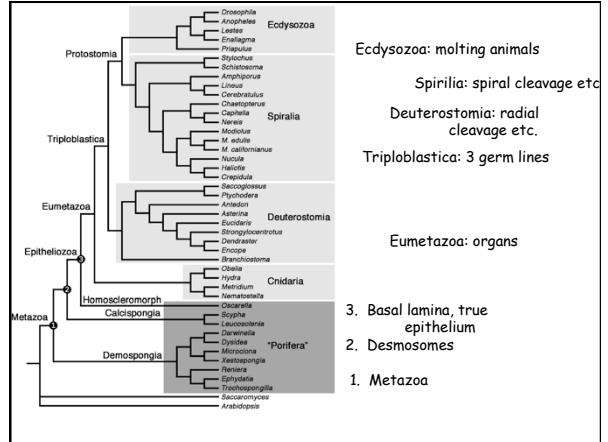 Drosophila
Anopheles
Lestes
Enallagma
Priapulus
Ecdysozoa
Protostomia
Stylochus
Schistosoma
Amphiporus
Lineus
Cerebratulus
Chaetopterus
Capitella
Nereis
Modiolus
M. edulis
M. californianus
Nucula
Haliotis
Crepidula
Spiralia
Triploblastica
Saccoglossus
Ptychodera
Antedon
Asterina
Eucidaris
Strongylocentrotus
Dendraster
Encope
Branchiostoma
Deuterostomia
Eumetazoa
Obelia
Hydra
Metridium
Nematostella
Cnidaria
Epitheliozoa
3
Homoscleromorph
Oscarella
2
Calcispongia
Scypha
Leucosolenia
Metazoa
1
Darwinella
Dysidea
Microciona
Xestospongia
Reniera
Ephydatia
Trochospongilla
"Porifera"
Demospongia
Saccaromyces
Arabidopsis
Ecdysozoa: molting animals
Spirilia: spiral cleavage etc
Deuterostomia: radial
cleavage etc.
Triploblastica: 3 germ lines
Eumetazoa: organs
3. Basal lamina, true
epithelium
2. Desmosomes
1. Metazoa